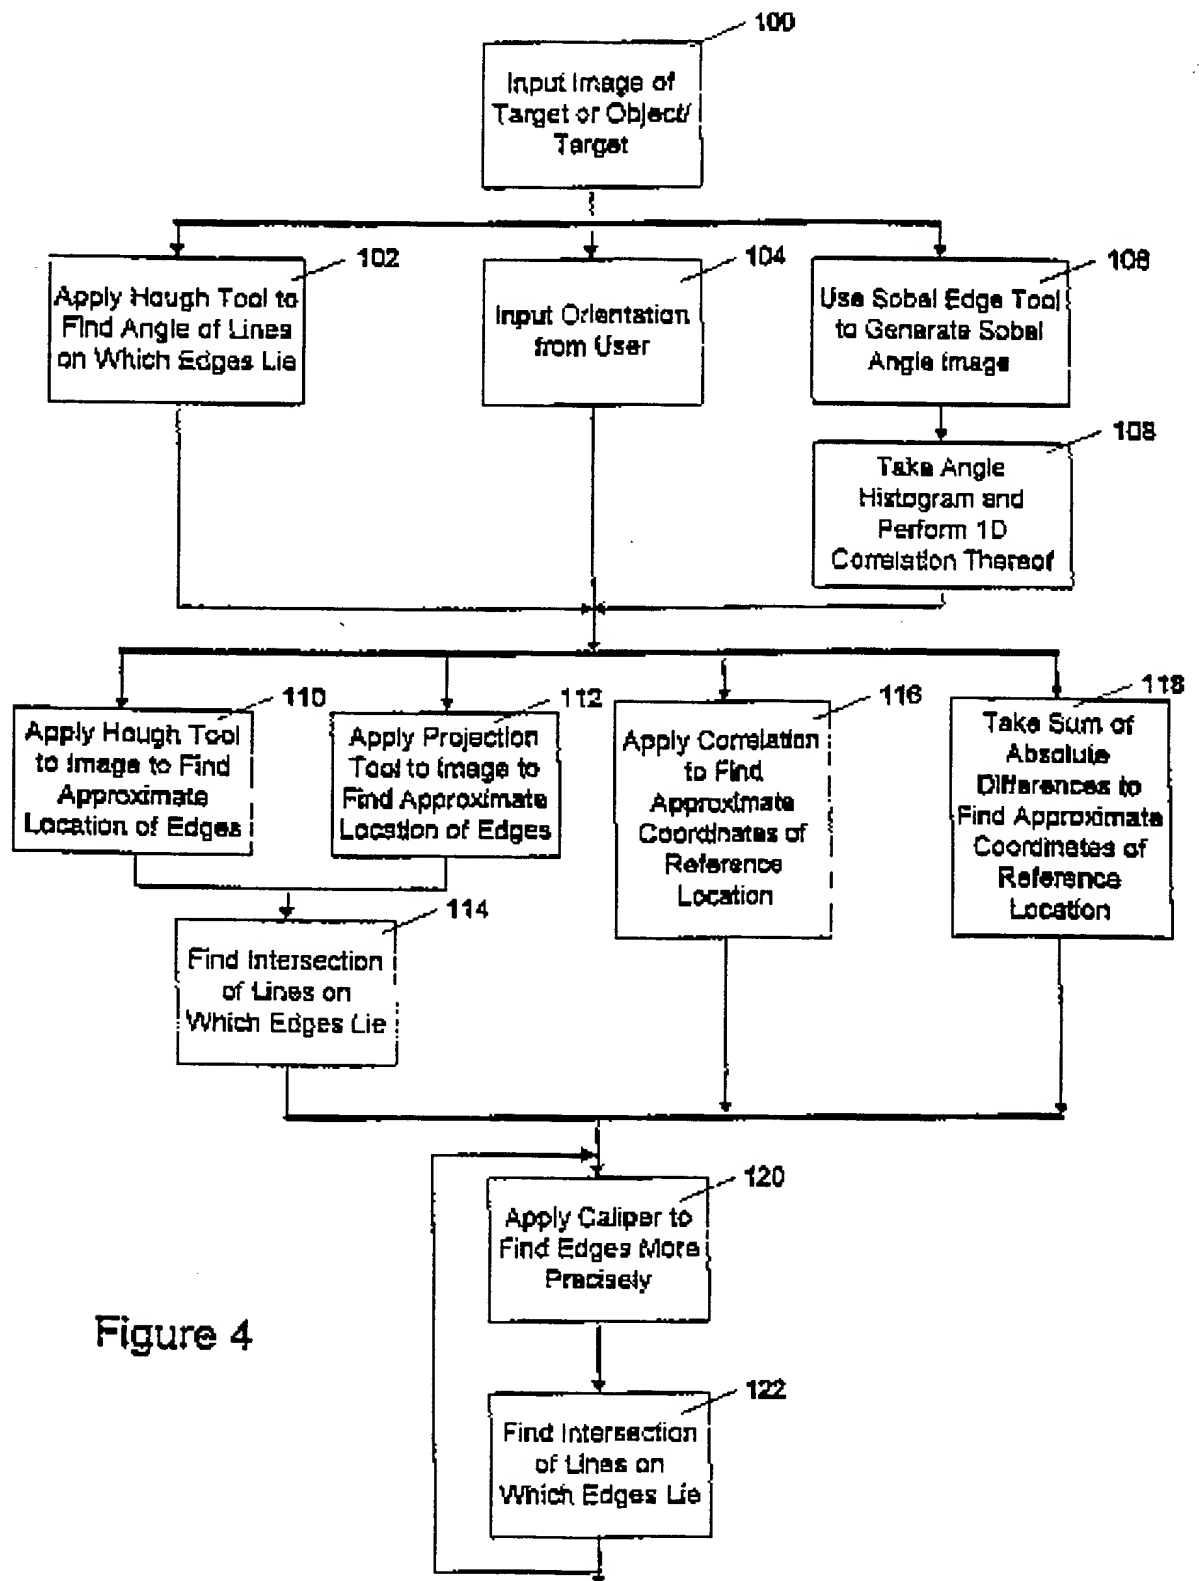 100
Input Image of
Target or Object/
Target
102
Apply Hough Tool to
Find Angle of Lines
on Which Edges Lie
104
Input Orientation
from User
106
Use Sobel Edge Tool
to Generate Sobel
Angle Image
108
Take Angle
Histogram and
Perform 1D
Correlation Thereof
110
Apply Hough Tool
to Image to Find
Approximate
Location of Edges
112
Apply Projection
Tool to Image to
Find Approximate
Location of Edges
116
Apply Correlation
to Find
Approximate
Coordinates of
Reference
Location
118
Take Sum of
Absolute
Differences to
Find Approximate
Coordinates of
Reference
Location
114
Find Intersection
of Lines on
Which Edges Lie
120
Apply Caliper to
Find Edges More
Precisely
Figure 4
122
Find Intersection
of Lines on
Which Edges Lie